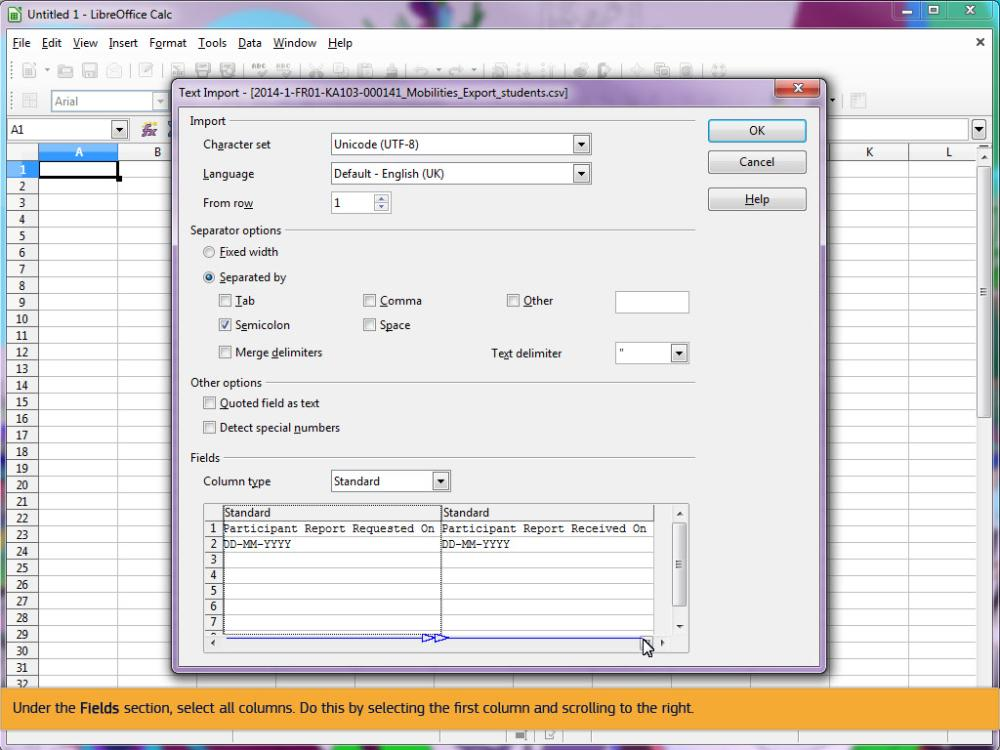 Untitled 1 - LibreOffice Calc
File Edit View Insert Format Tools Data Window Help
Arial
A1
A B K L
Text Import - [2014-1-FR01-KA103-000141_Mobilities_Export_students.csv]
Import
Character set Unicode (UTF-8) OK
Language Default - English (UK) Cancel
From row 1 Help
Separator options
Fixed width
Separated by
Tab Comma Other
Semicolon Space
Merge delimiters Text delimiter "
Other options
Quoted field as text
Detect special numbers
Fields
Column type Standard
Standard Standard
1 Participant Report Requested On Participant Report Received On
2 DD-MM-YYYY DD-MM-YYYY
3
4
5
6
7
1
2
3
4
5
6
7
8
9
10
11
12
13
14
15
16
17
18
19
20
21
22
23
24
25
26
27
28
29
30
31
32
Under the Fields section, select all columns. Do this by selecting the first column and scrolling to the right.